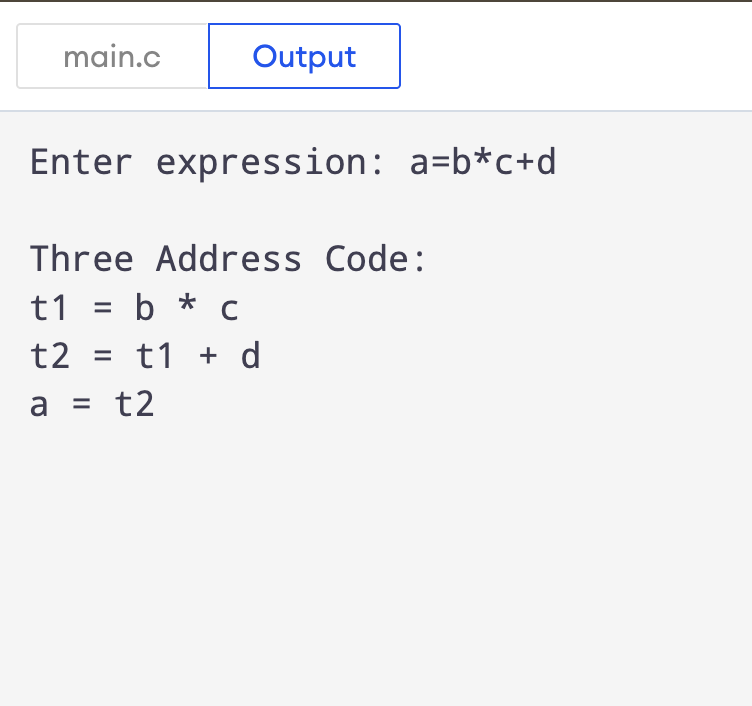 main.c Output
Enter expression: a=b*c+d
Three Address Code:
t1 = b * c
t2 = t1 + d
a = t2